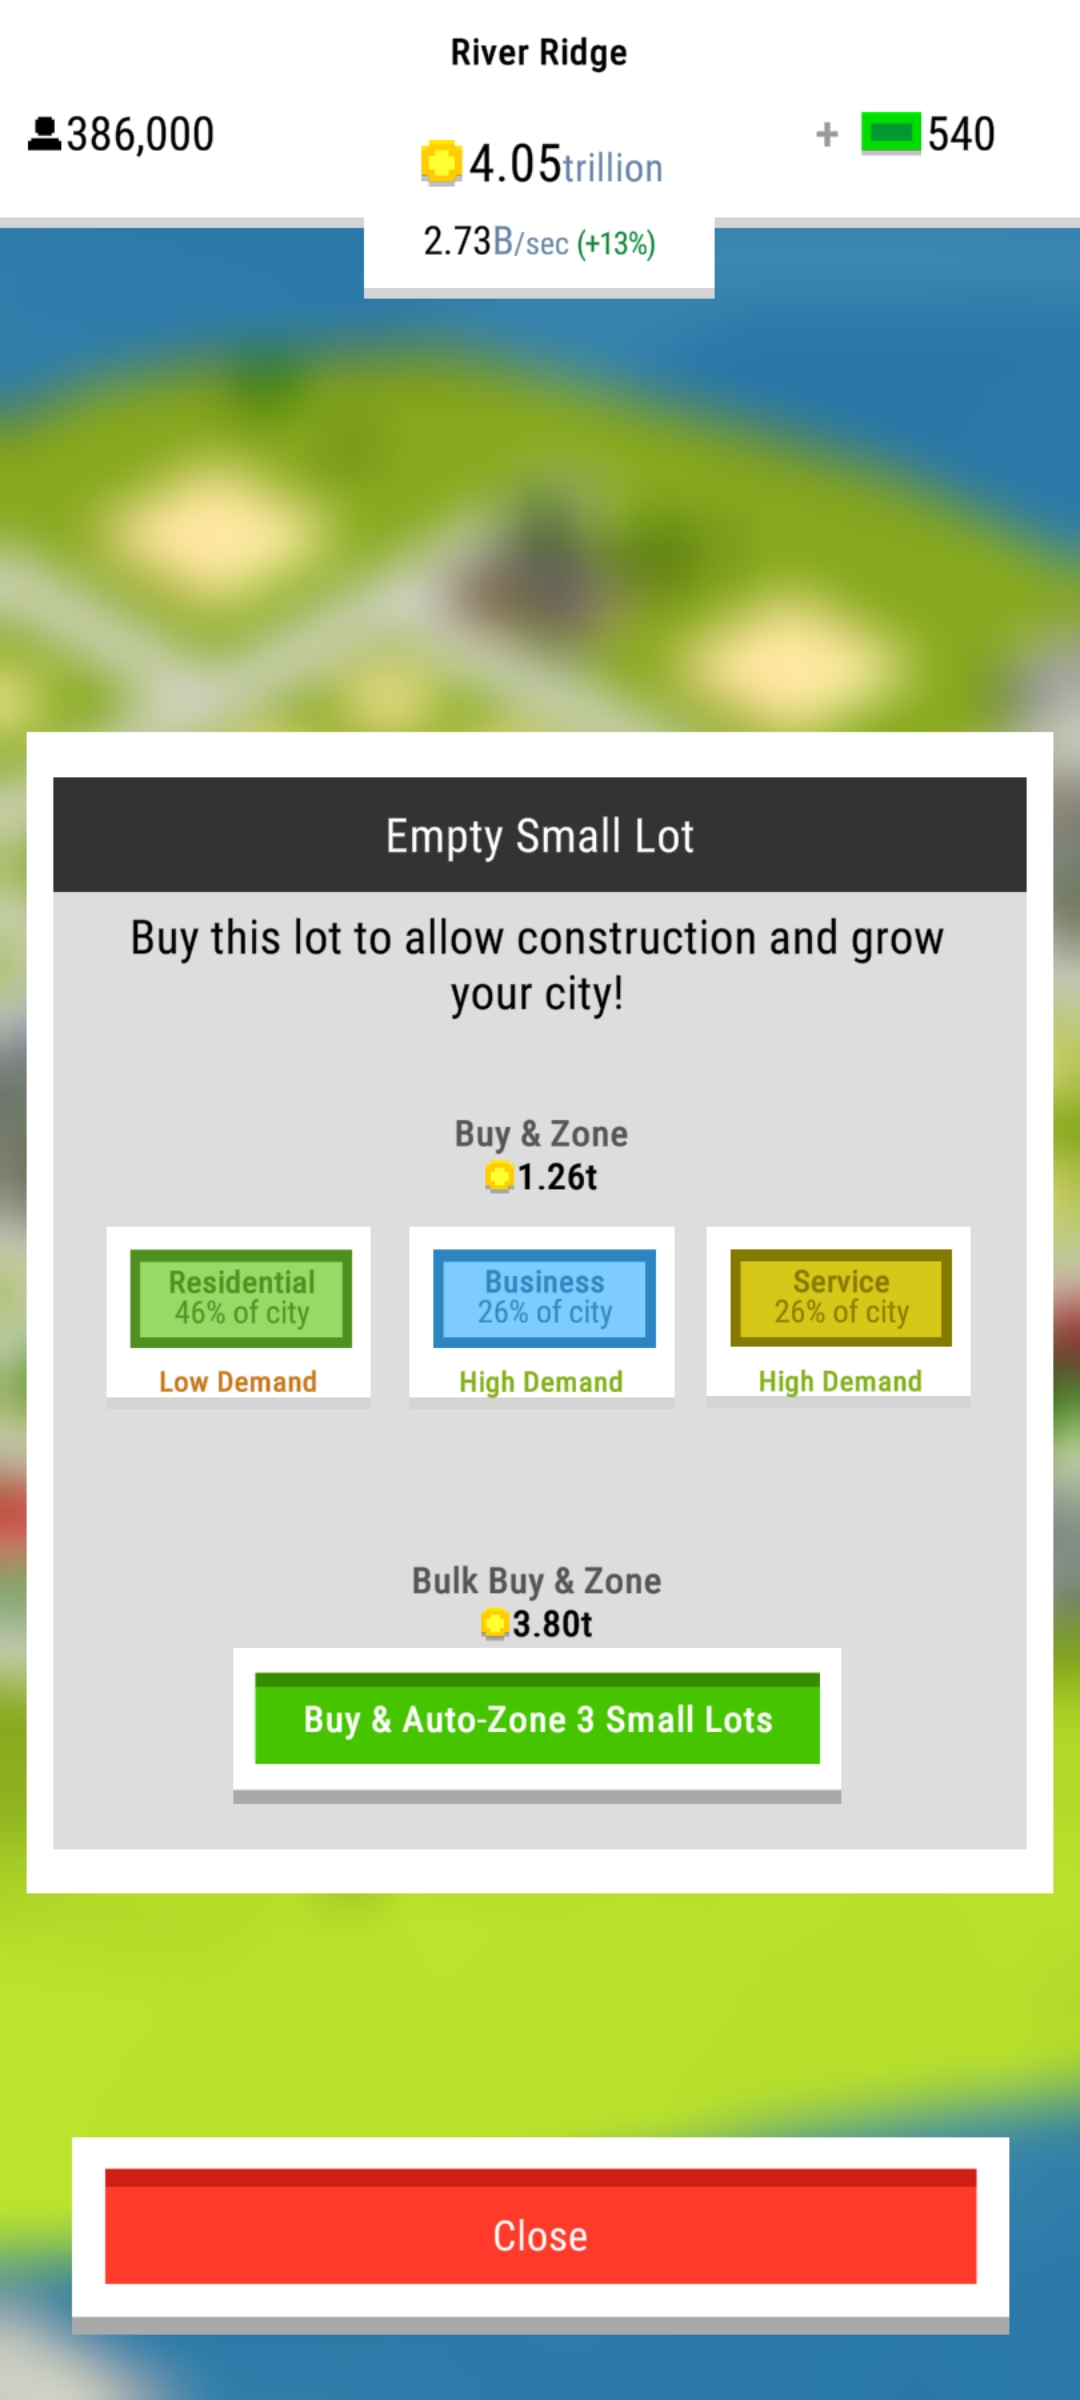 River Ridge
386,000
4.05trillion
+ 540
2.73B/sec (+13%)
Empty Small Lot
Buy this lot to allow construction and grow
your city!
Buy & Zone
1.26t
Residential
46% of city
Low Demand
Business
26% of city
High Demand
Service
26% of city
High Demand
Bulk Buy & Zone
3.80t
Buy & Auto-Zone 3 Small Lots
Close